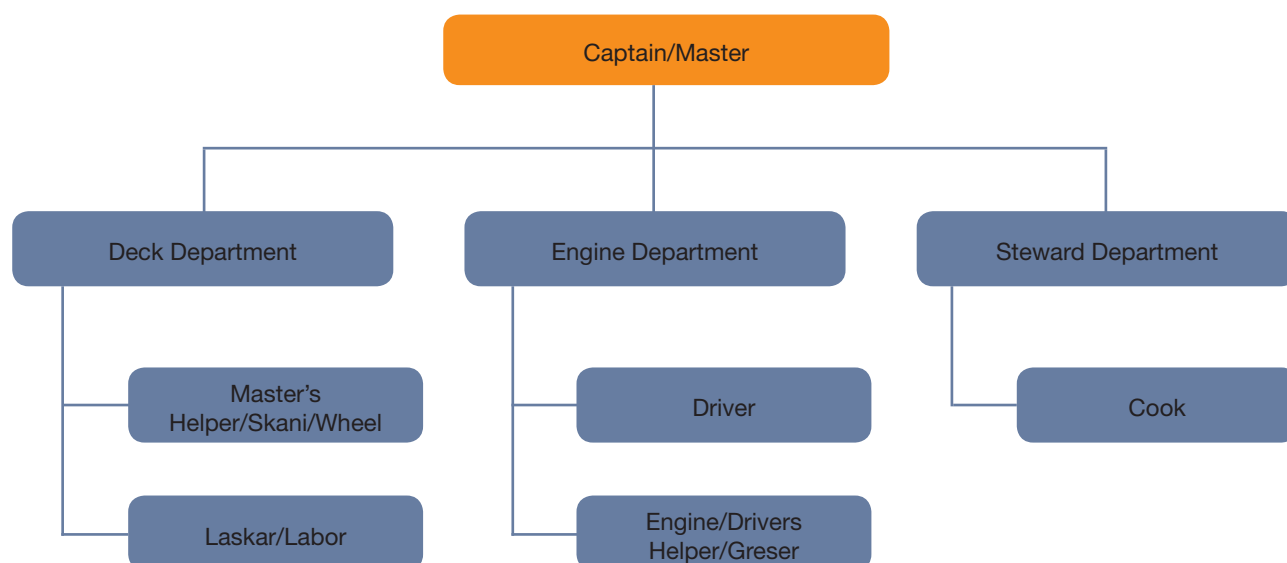 Captain/Master
Deck Department
Engine Department
Steward Department
Master’s
Helper/Skani/Wheel
Driver
Cook
Laskar/Labor
Engine/Drivers
Helper/Greser